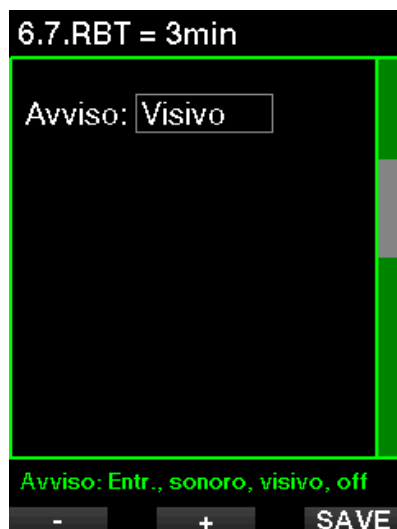 6.7.RBT = 3min
Avviso: Visivo
Avviso: Entr., sonoro, visivo, off
- + SAVE